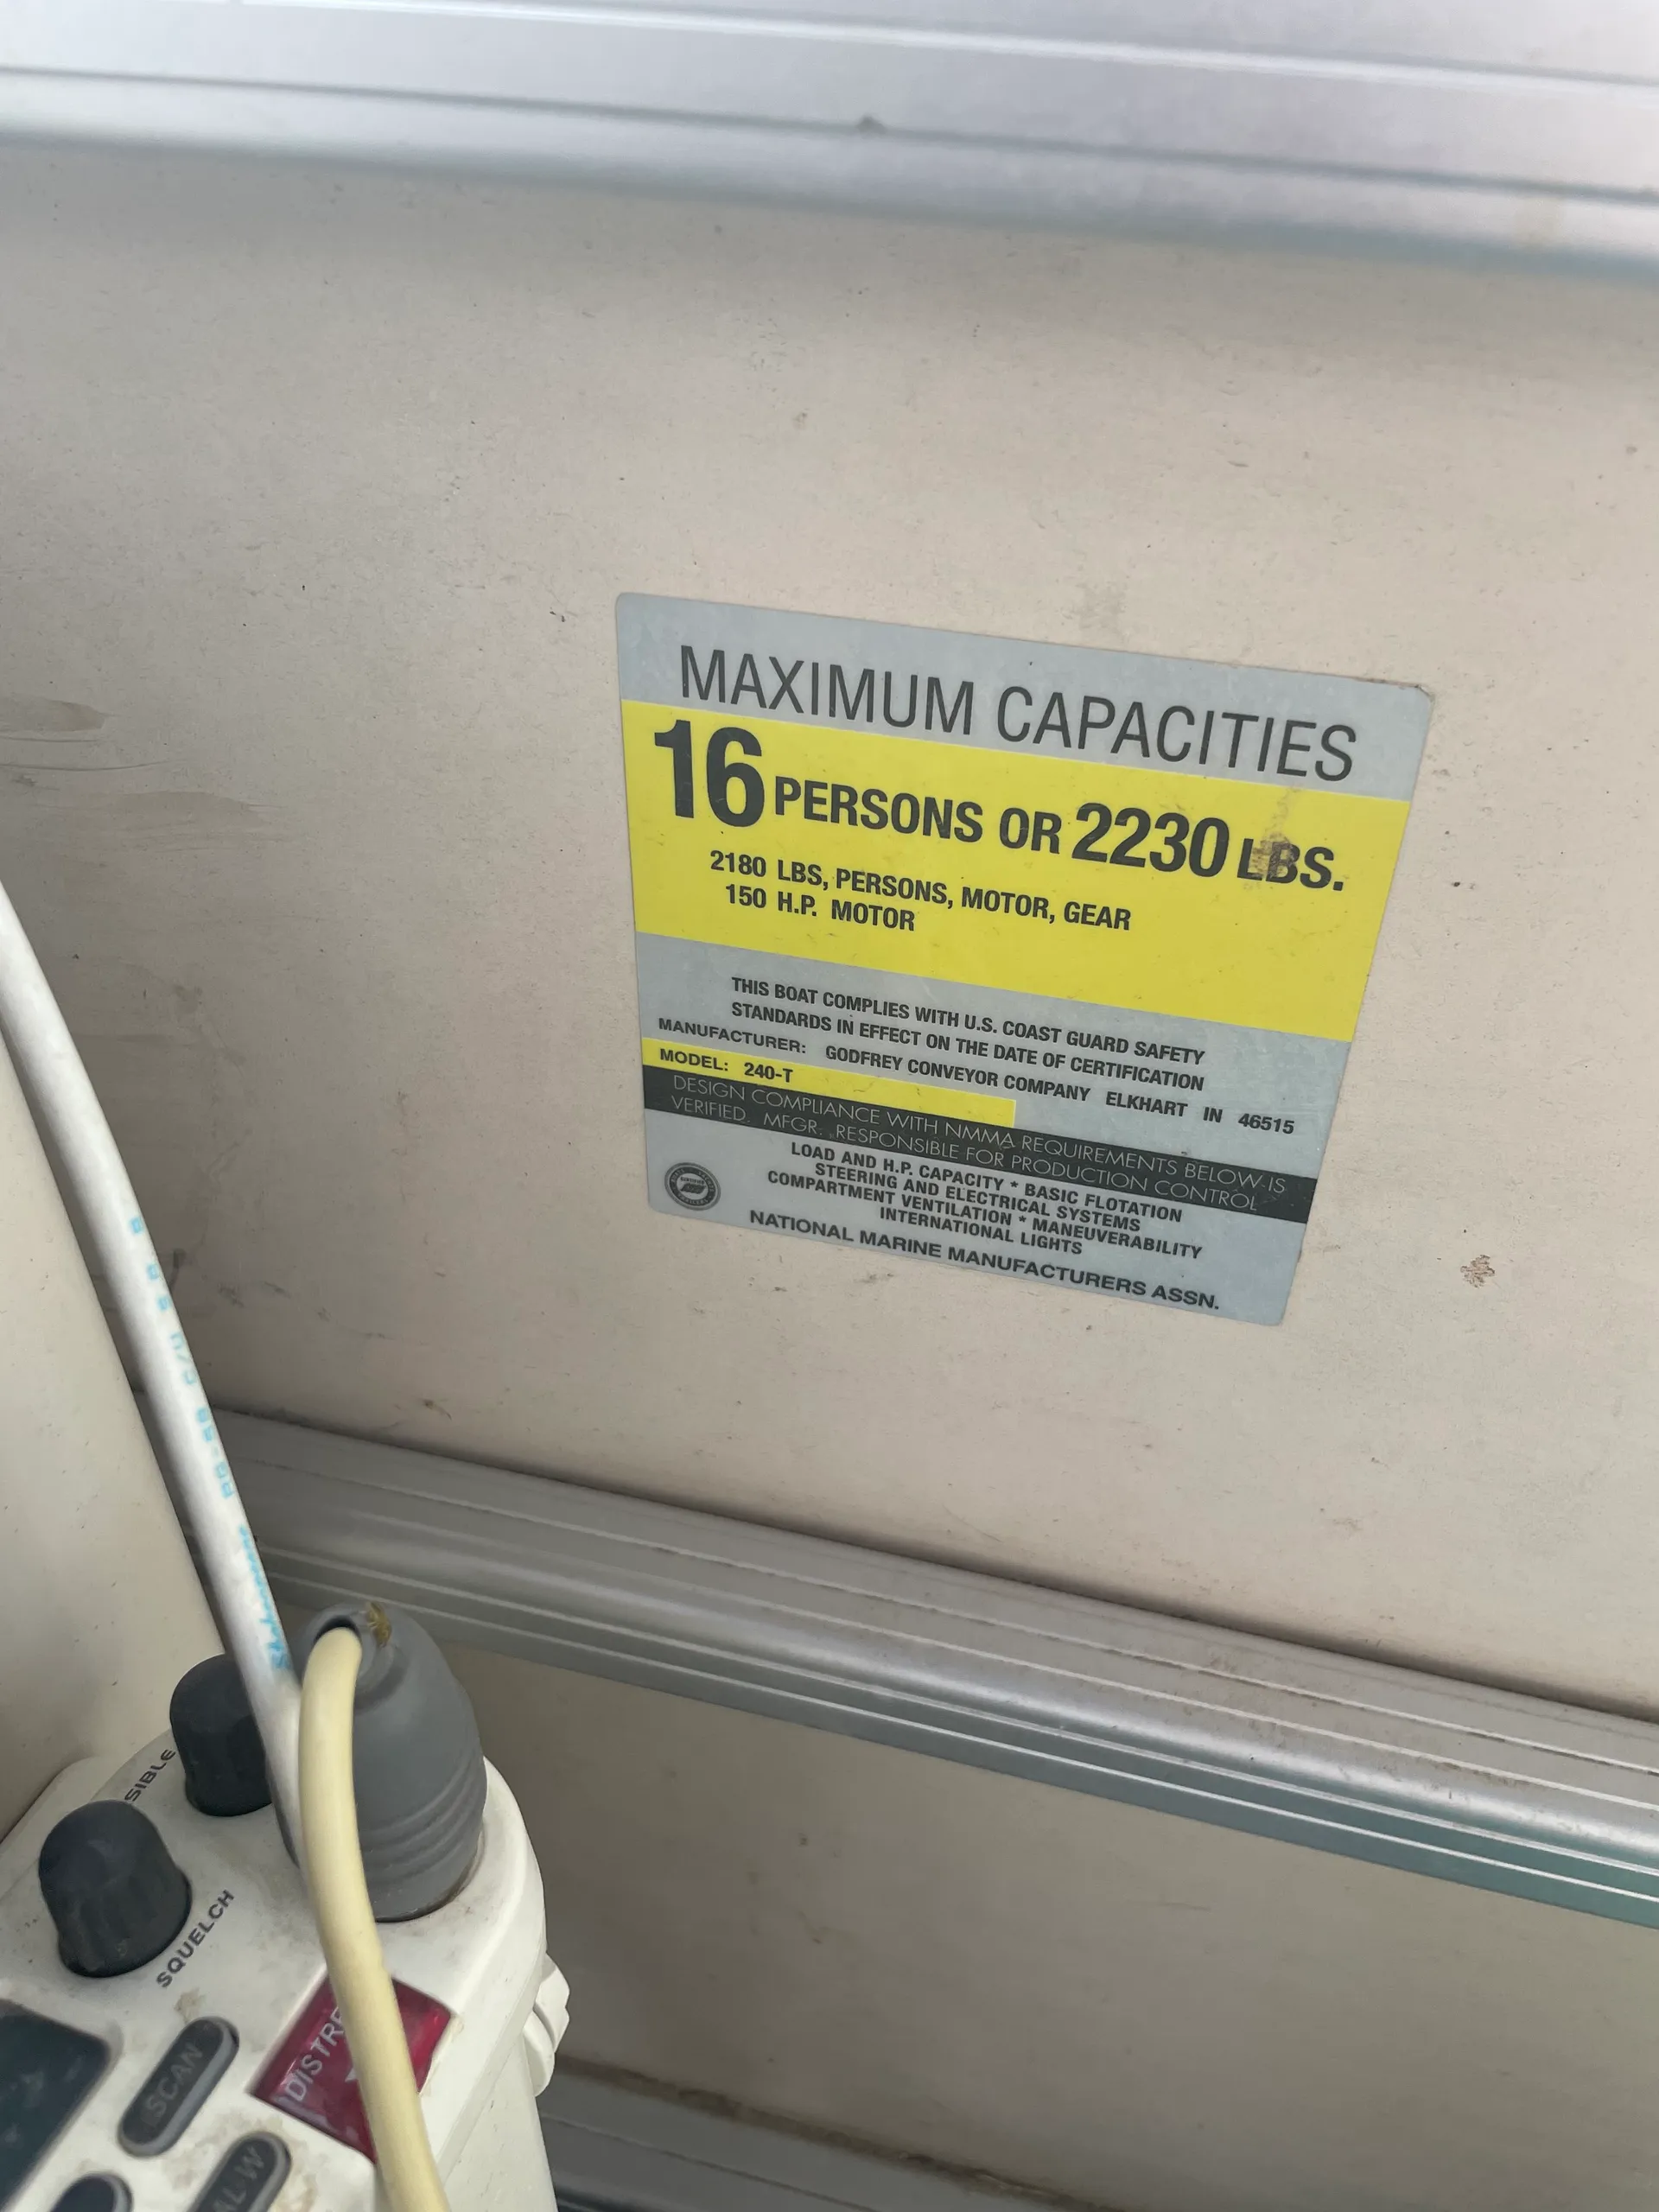 MAXIMUM CAPACITIES
16 PERSONS OR 2230 LBS.
2180 LBS, PERSONS, MOTOR, GEAR
150 H.P. MOTOR
THIS BOAT COMPLIES WITH U.S. COAST GUARD SAFETY
STANDARDS IN EFFECT ON THE DATE OF CERTIFICATION
MANUFACTURER: GODFREY CONVEYOR COMPANY ELKHART IN 46515
MODEL: 240-T
DESIGN COMPLIANCE WITH NMMA REQUIREMENTS BELOW IS
VERIFIED. MFGR. RESPONSIBLE FOR PRODUCTION CONTROL
LOAD AND H.P. CAPACITY * BASIC FLOTATION
STEERING AND ELECTRICAL SYSTEMS
COMPARTMENT VENTILATION * MANEUVERABILITY
INTERNATIONAL LIGHTS
NATIONAL MARINE MANUFACTURERS ASSN.
SIBLE
SQUELCH
DISTRE
SCAN
AL-W